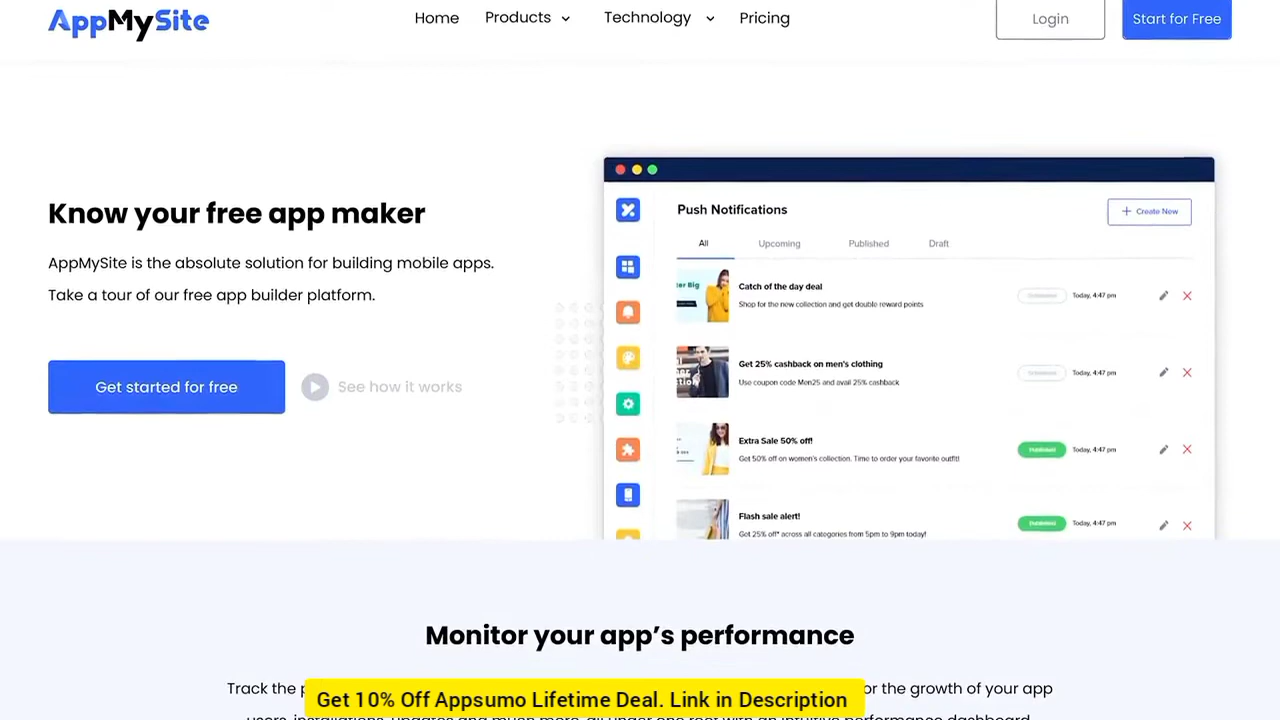 AppMySite
Home Products Technology Pricing Login Start for Free
Know your free app maker
AppMySite is the absolute solution for building mobile apps.
Take a tour of our free app builder platform.
Get started for free See how it works
Push Notifications
Create New
All Upcoming Published Draft
Catch of the day deal
Shop for the new collection and get double reward points
Today, 4:47 pm
Get 25% cashback on men's clothing
Use coupon code Men25 and avail 25% cashback
Today, 4:47 pm
Extra Sale 50% off!
Get 50% off on women's collection. Time to order your favorite outfit!
Published Today, 4:47 pm
Flash sale alert!
Get 25% off* across all categories from 5pm to 9pm today!
Published Today, 4:47 pm
Monitor your app's performance
Track the
or the growth of your app
Get 10% Off Appsumo Lifetime Deal. Link in Description